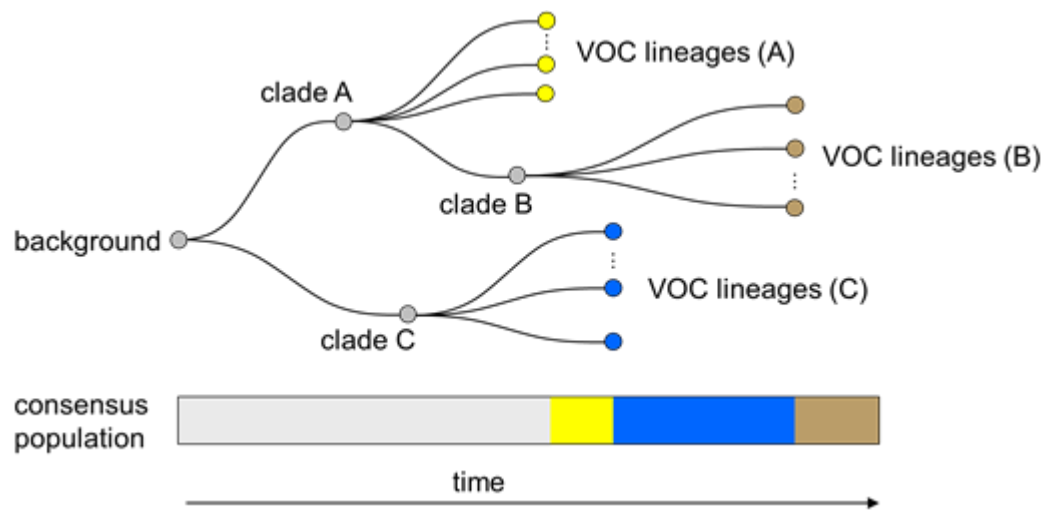 VOC lineages (A)
clade A
VOC lineages (B)
clade B
background
VOC lineages (C)
clade C
consensus
population
time